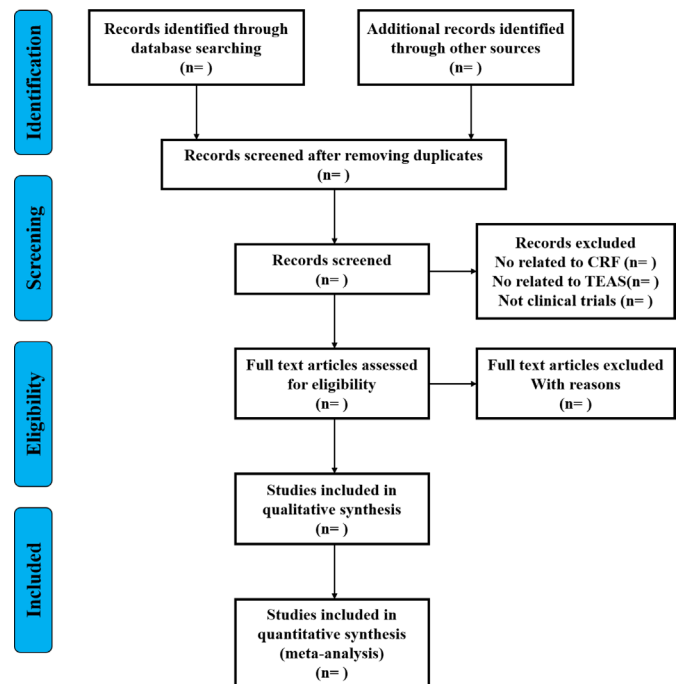 Identification
Records identified through
database searching
(n= )
Additional records identified
through other sources
(n= )
Records screened after removing duplicates
(n= )
Screening
Records screened
(n= )
Records excluded
No related to CRF (n= )
No related to TEAS(n= )
Not clinical trials (n= )
Eligibility
Full text articles assessed
for eligibility
(n= )
Full text articles excluded
With reasons
(n= )
Studies included in
qualitative synthesis
(n= )
Included
Studies included in
quantitative synthesis
(meta-analysis)
(n= )